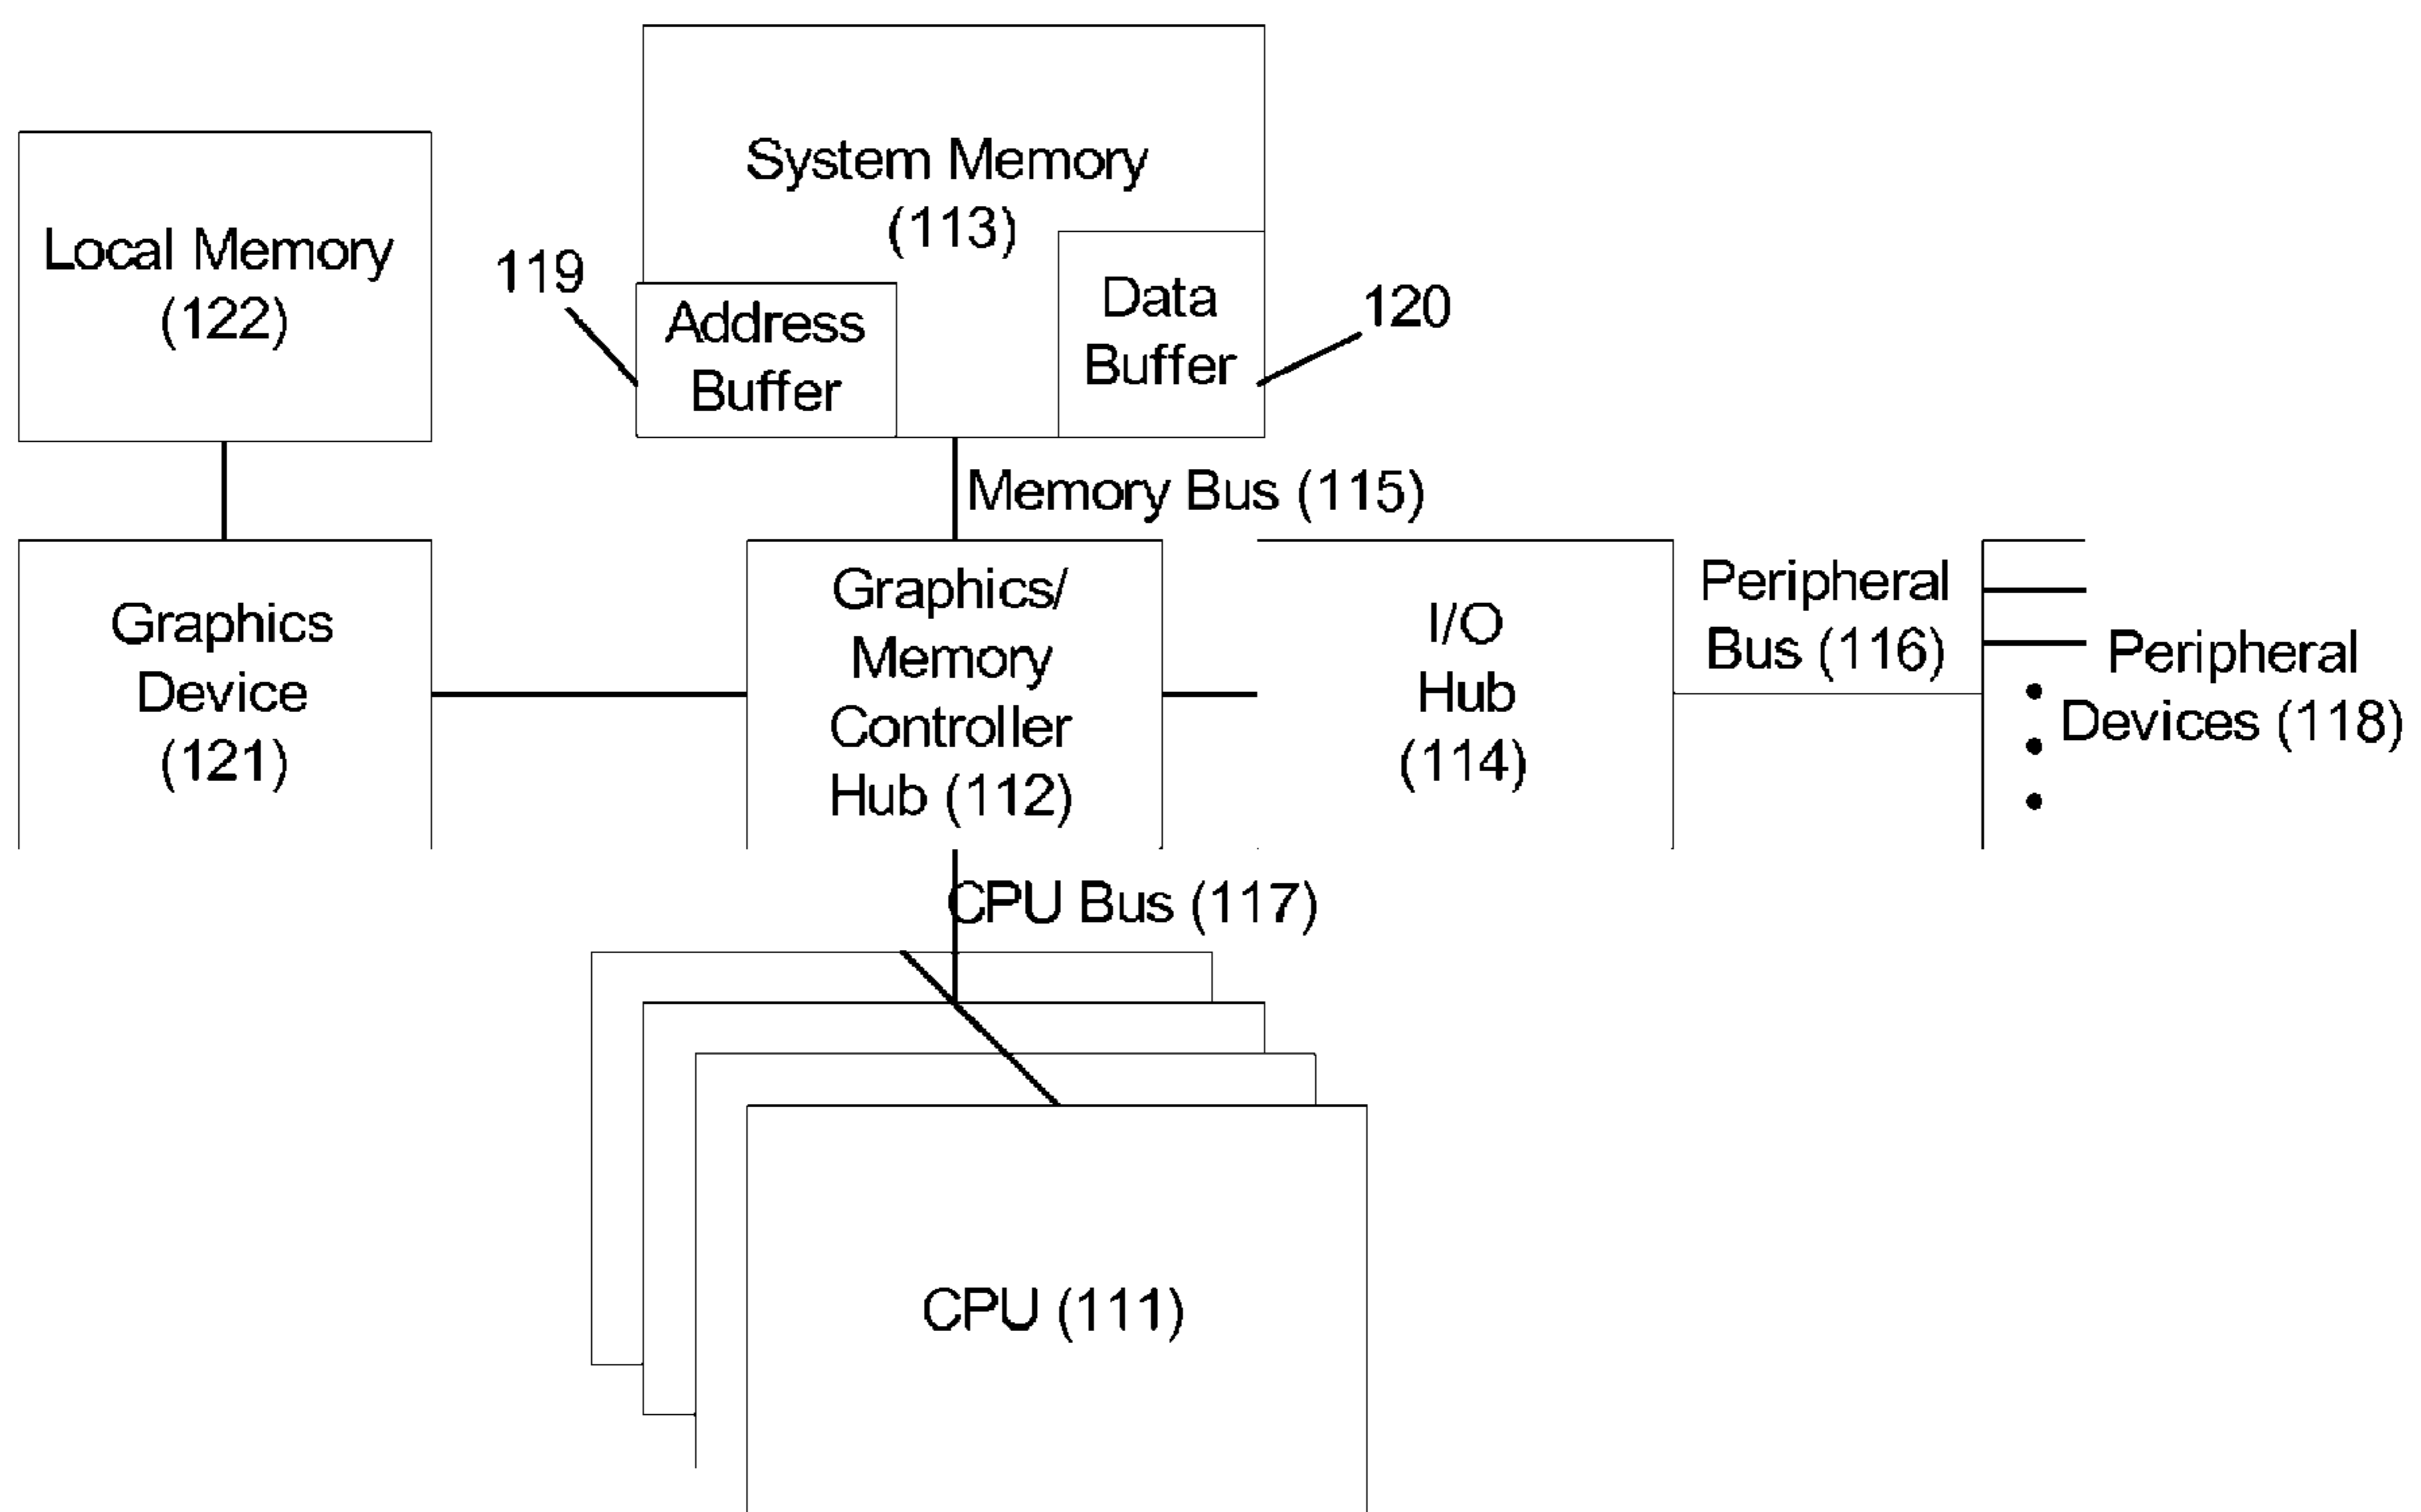 System Memory
(113)
Local Memory
(122)
119
Address
Buffer
Data
Buffer
120
Memory Bus (115)
Graphics
Device
(121)
Graphics/
Memory
Controller
Hub (112)
I/O
Hub
(114)
Peripheral
Bus (116)
Peripheral
Devices (118)
CPU Bus (117)
CPU (111)